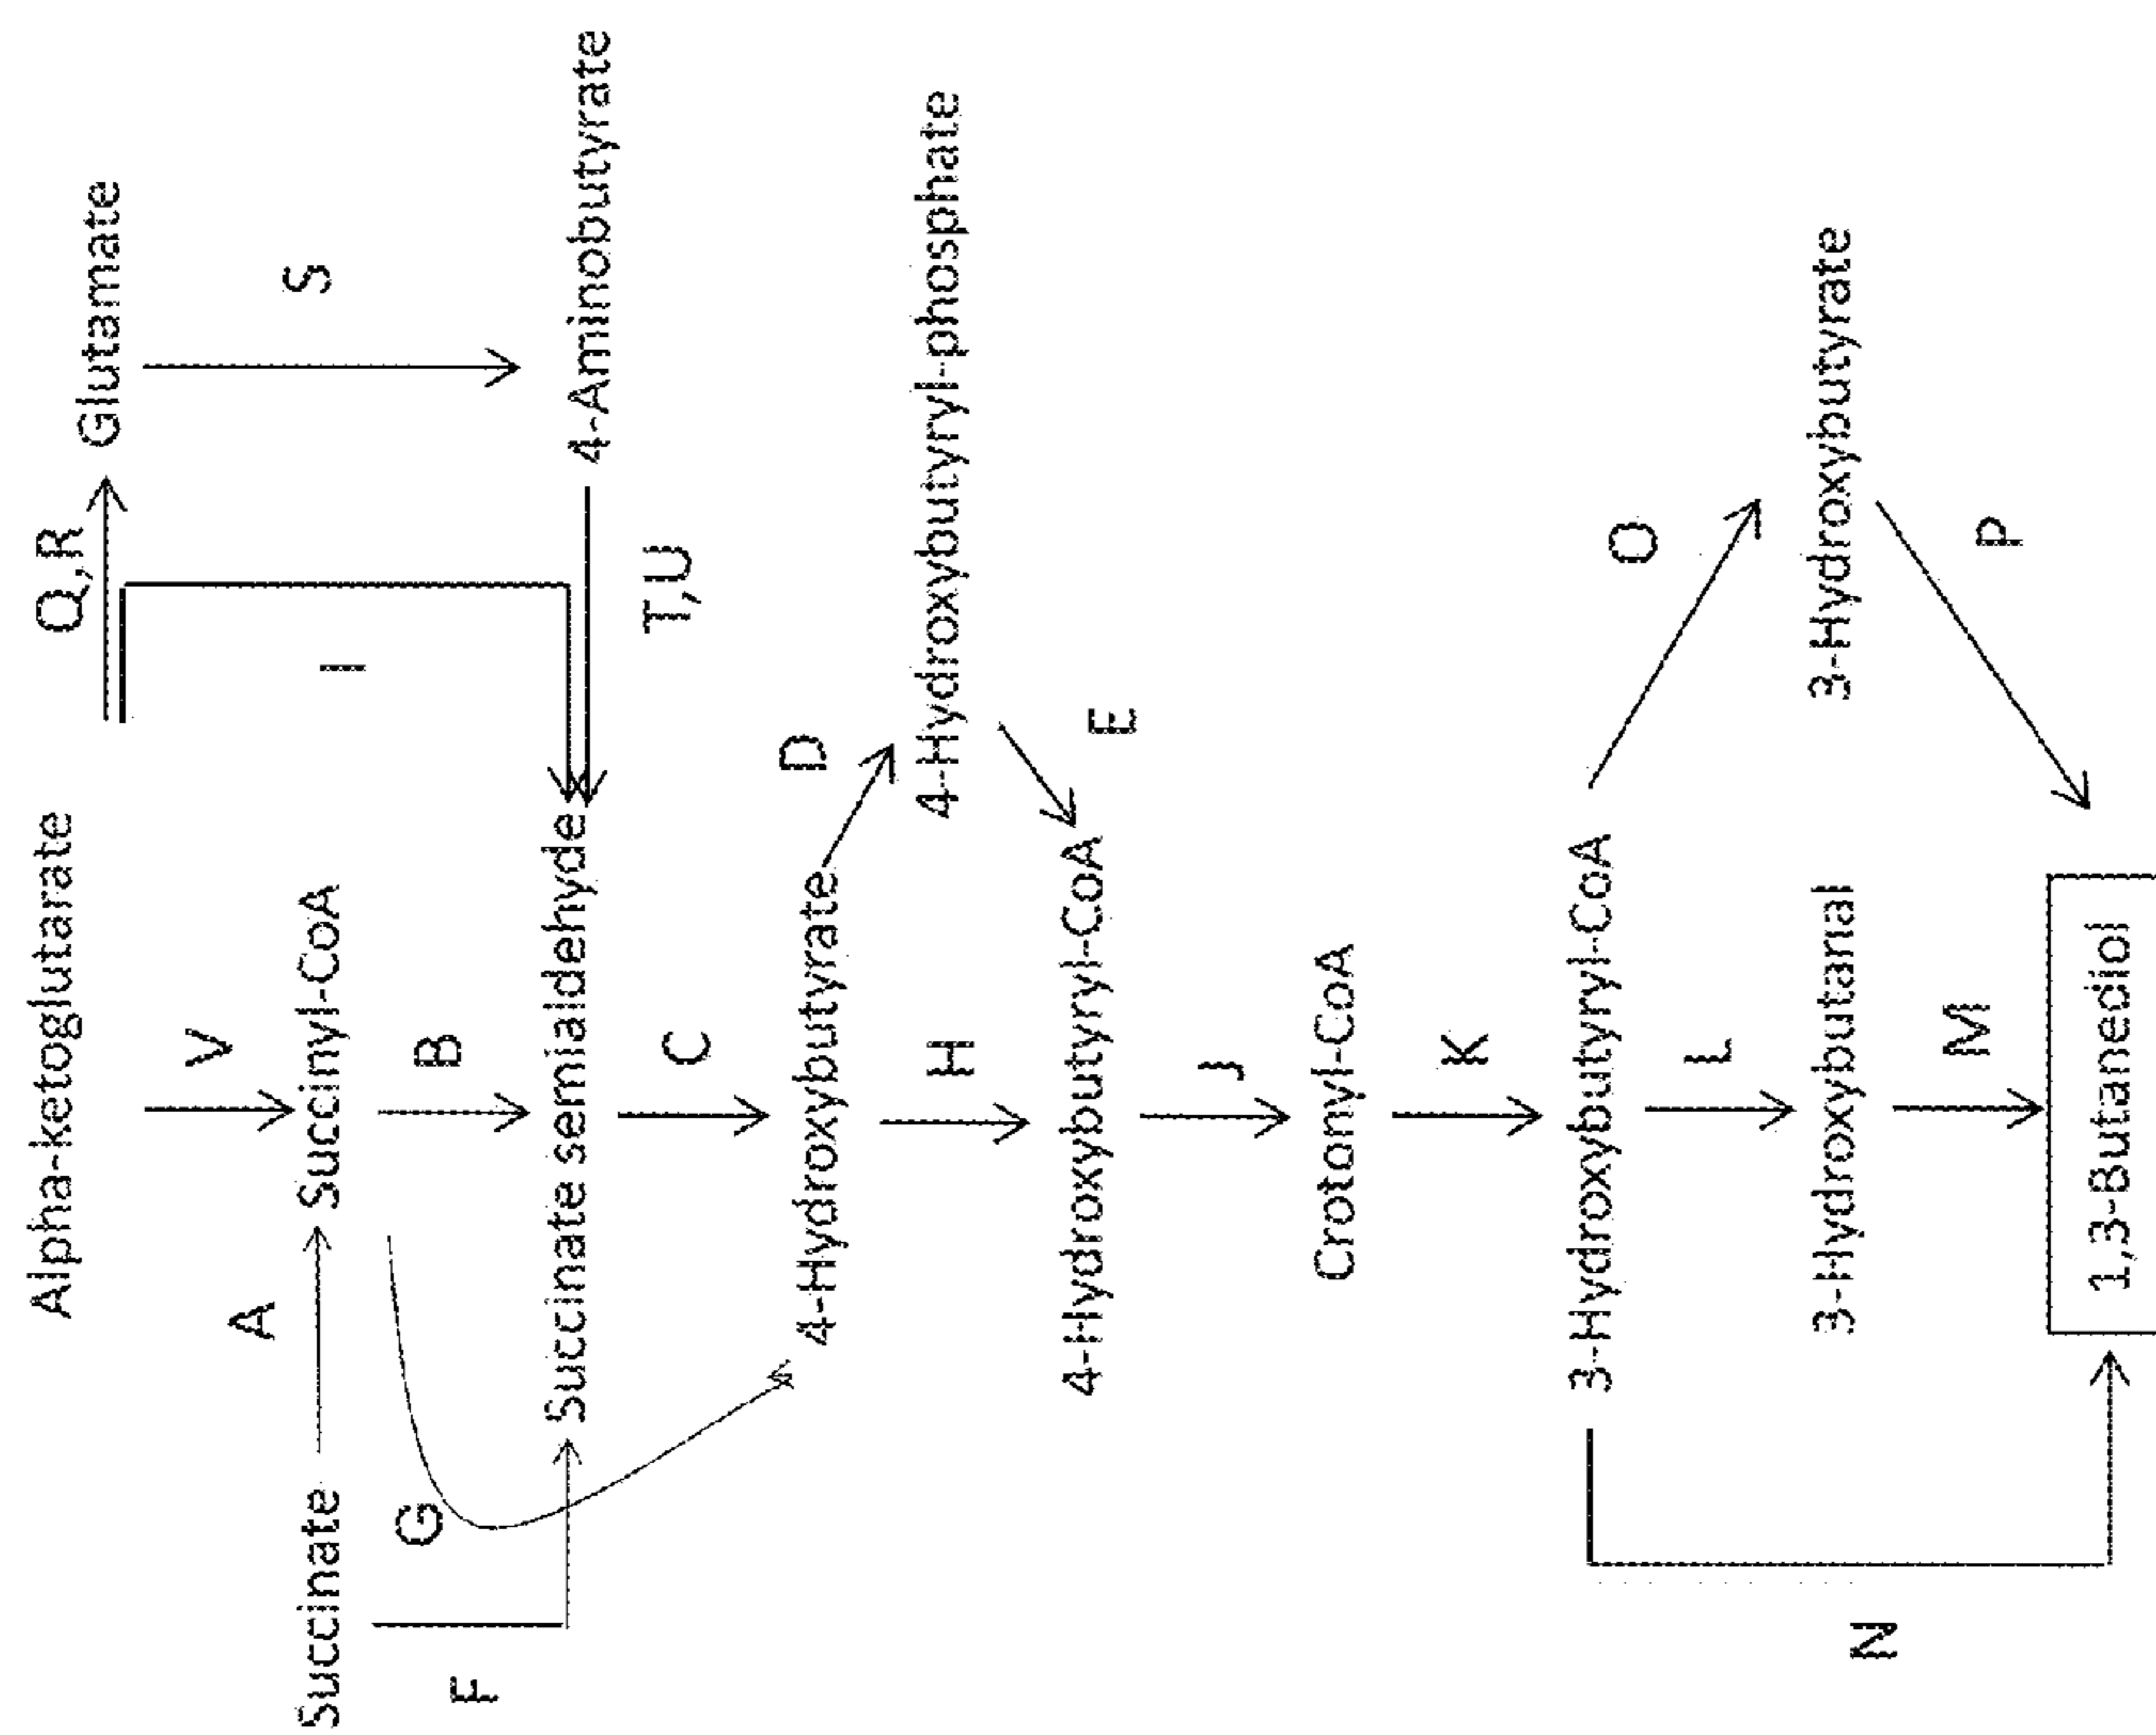 Alpha-ketoglutarate
Q,R
Glutamate
V
I
S
A
Succinate
Succinyl-CoA
G
B
F
Succinate semialdehyde
4-Aminobutyrate
T,U
C
D
4-Hydroxybutyrate
4-Hydroxybutyryl-phosphate
H
E
4-Hydroxybutyryl-CoA
J
Crotonyl-CoA
K
3-Hydroxybutyryl-CoA
O
L
3-Hydroxybutanal
3-Hydroxybutyrate
N
M
P
1,3-Butanediol